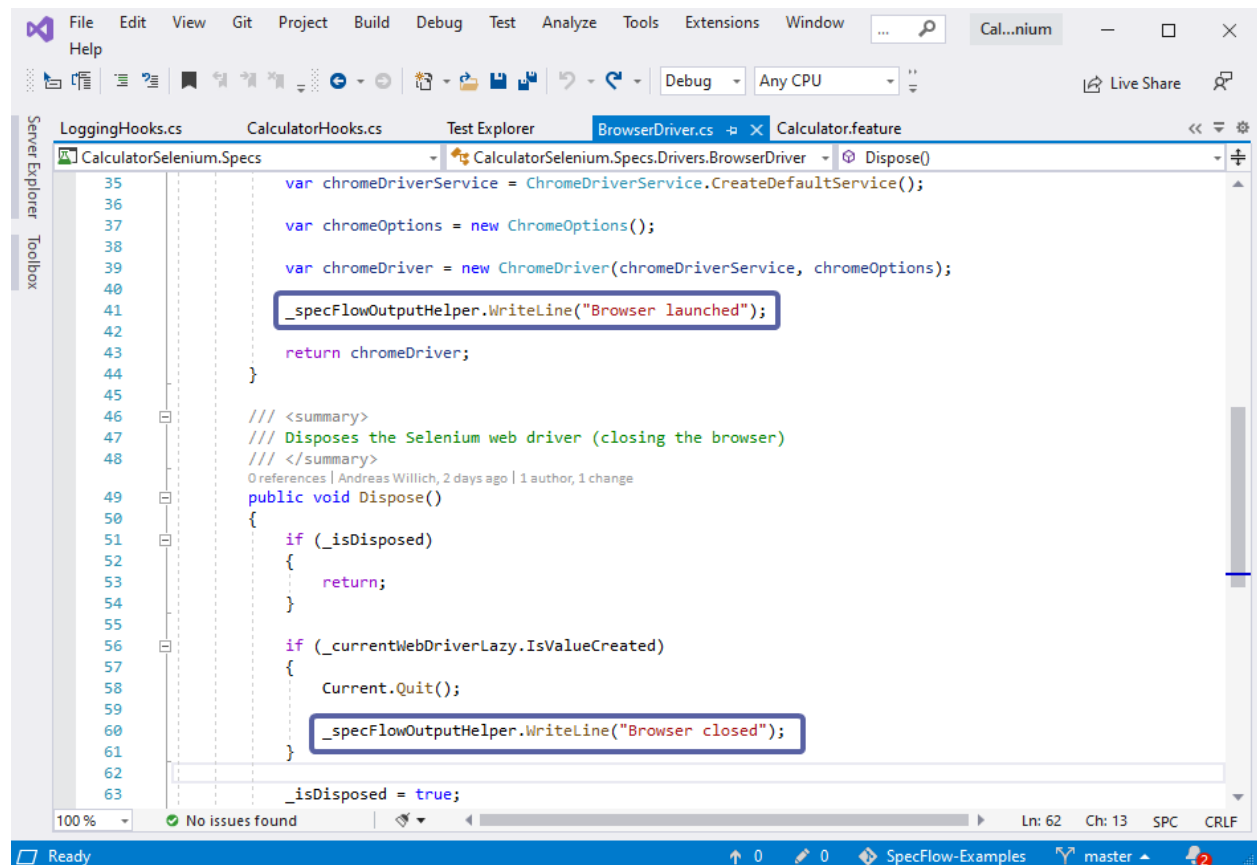 File Edit View Git Project Build Debug Test Analyze Tools Extensions Window ... Cal...nium
Help
Debug Any CPU Live Share
Server Explorer
Toolbox
LoggingHooks.cs CalculatorHooks.cs Test Explorer BrowserDriver.cs Calculator.feature
CalculatorSelenium.Specs CalculatorSelenium.Specs.Drivers.BrowserDriver Dispose()
35 var chromeDriverService = ChromeDriverService.CreateDefaultService();
36
37 var chromeOptions = new ChromeOptions();
38
39 var chromeDriver = new ChromeDriver(chromeDriverService, chromeOptions);
40
41 _specFlowOutputHelper.WriteLine("Browser launched");
42
43 return chromeDriver;
44 }
45
46 /// <summary>
47 /// Disposes the Selenium web driver (closing the browser)
48 /// </summary>
0 references | Andreas Willich, 2 days ago | 1 author, 1 change
49 public void Dispose()
50 {
51 if (_isDisposed)
52 {
53 return;
54 }
55
56 if (_currentWebDriverLazy.IsValueCreated)
57 {
58 Current.Quit();
59
60 _specFlowOutputHelper.WriteLine("Browser closed");
61 }
62
63 _isDisposed = true;
100 % No issues found Ln: 62 Ch: 13 SPC CRLF
Ready 0 0 SpecFlow-Examples master 2